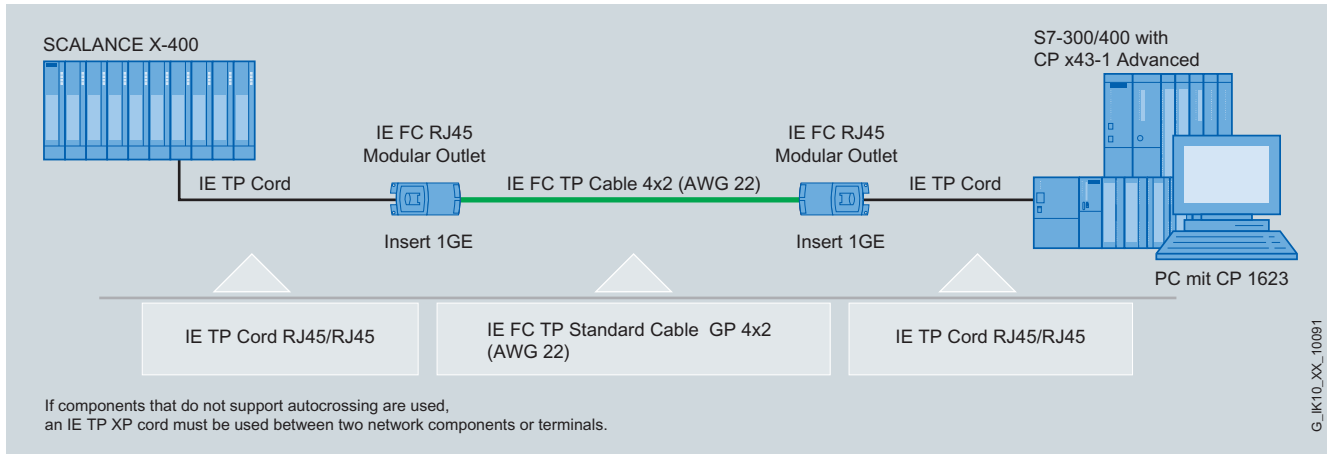 SCALANCE X-400
S7-300/400 with
CP x43-1 Advanced
IE FC RJ45
Modular Outlet
IE FC RJ45
Modular Outlet
IE TP Cord
IE FC TP Cable 4x2 (AWG 22)
IE TP Cord
Insert 1GE
Insert 1GE
PC mit CP 1623
IE TP Cord RJ45/RJ45
IE FC TP Standard Cable GP 4x2
(AWG 22)
IE TP Cord RJ45/RJ45
If components that do not support autocrossing are used,
an IE TP XP cord must be used between two network components or terminals.
G_IK10_XX_10091